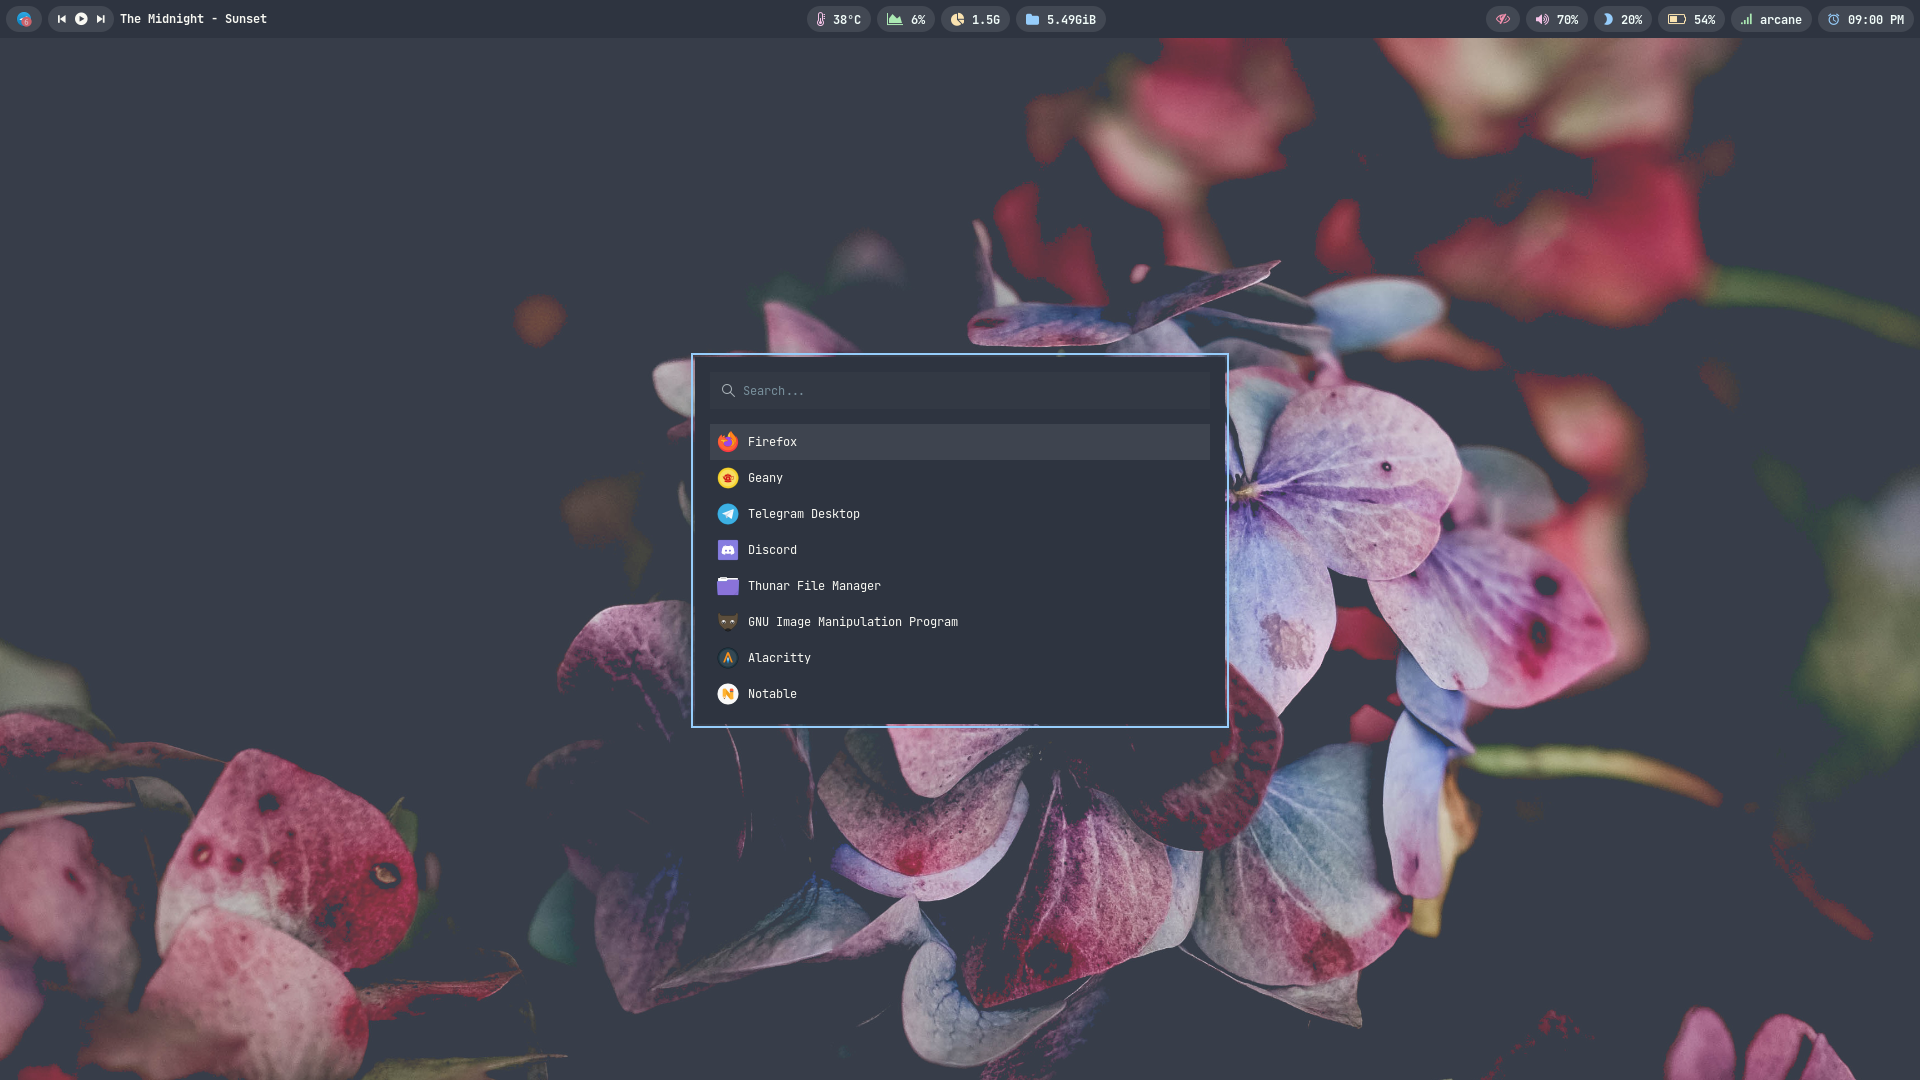 The Midnight - Sunset
38°C
6%
1.5G
5.49GiB
70%
20%
54%
arcane
09:00 PM
Search...
Firefox
Geany
Telegram Desktop
Discord
Thunar File Manager
GNU Image Manipulation Program
Alacritty
Notable